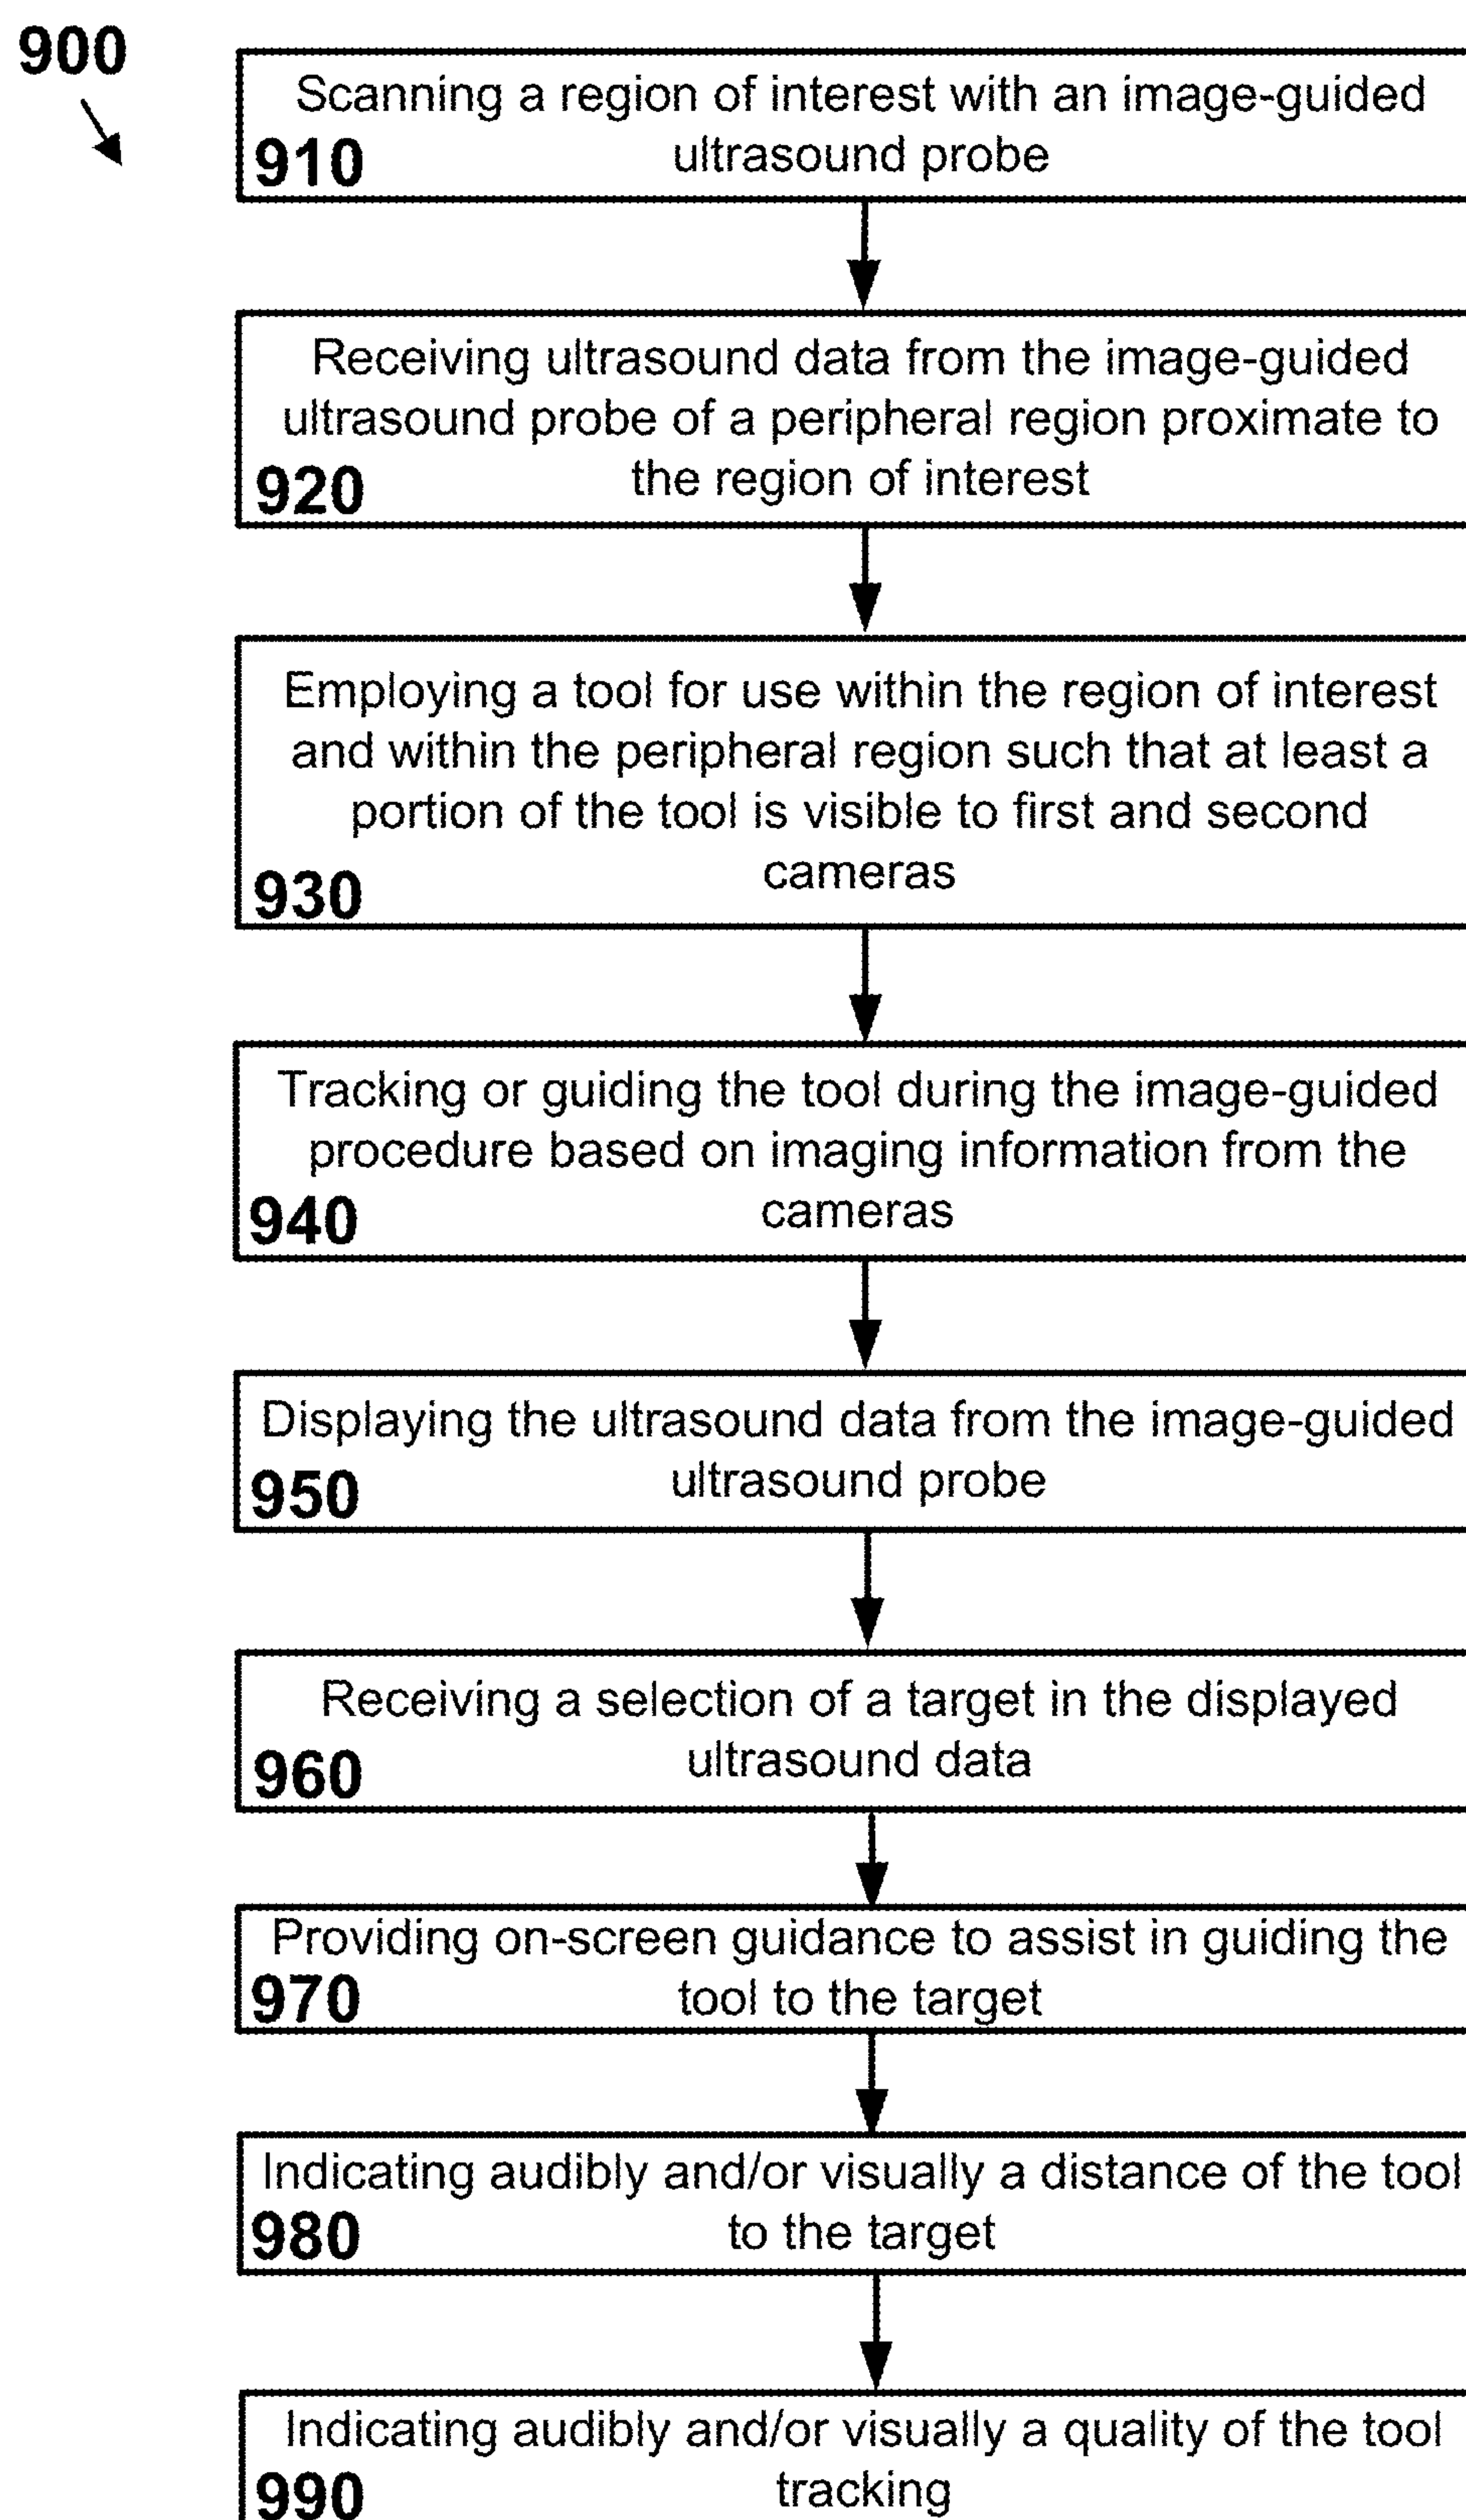 900
Scanning a region of interest with an image-guided
ultrasound probe
910
Receiving ultrasound data from the image-guided
ultrasound probe of a peripheral region proximate to
the region of interest
920
Employing a tool for use within the region of interest
and within the peripheral region such that at least a
portion of the tool is visible to first and second
cameras
930
Tracking or guiding the tool during the image-guided
procedure based on imaging information from the
cameras
940
Displaying the ultrasound data from the image-guided
ultrasound probe
950
Receiving a selection of a target in the displayed
ultrasound data
960
Providing on-screen guidance to assist in guiding the
tool to the target
970
Indicating audibly and/or visually a distance of the tool
to the target
980
Indicating audibly and/or visually a quality of the tool
tracking
990